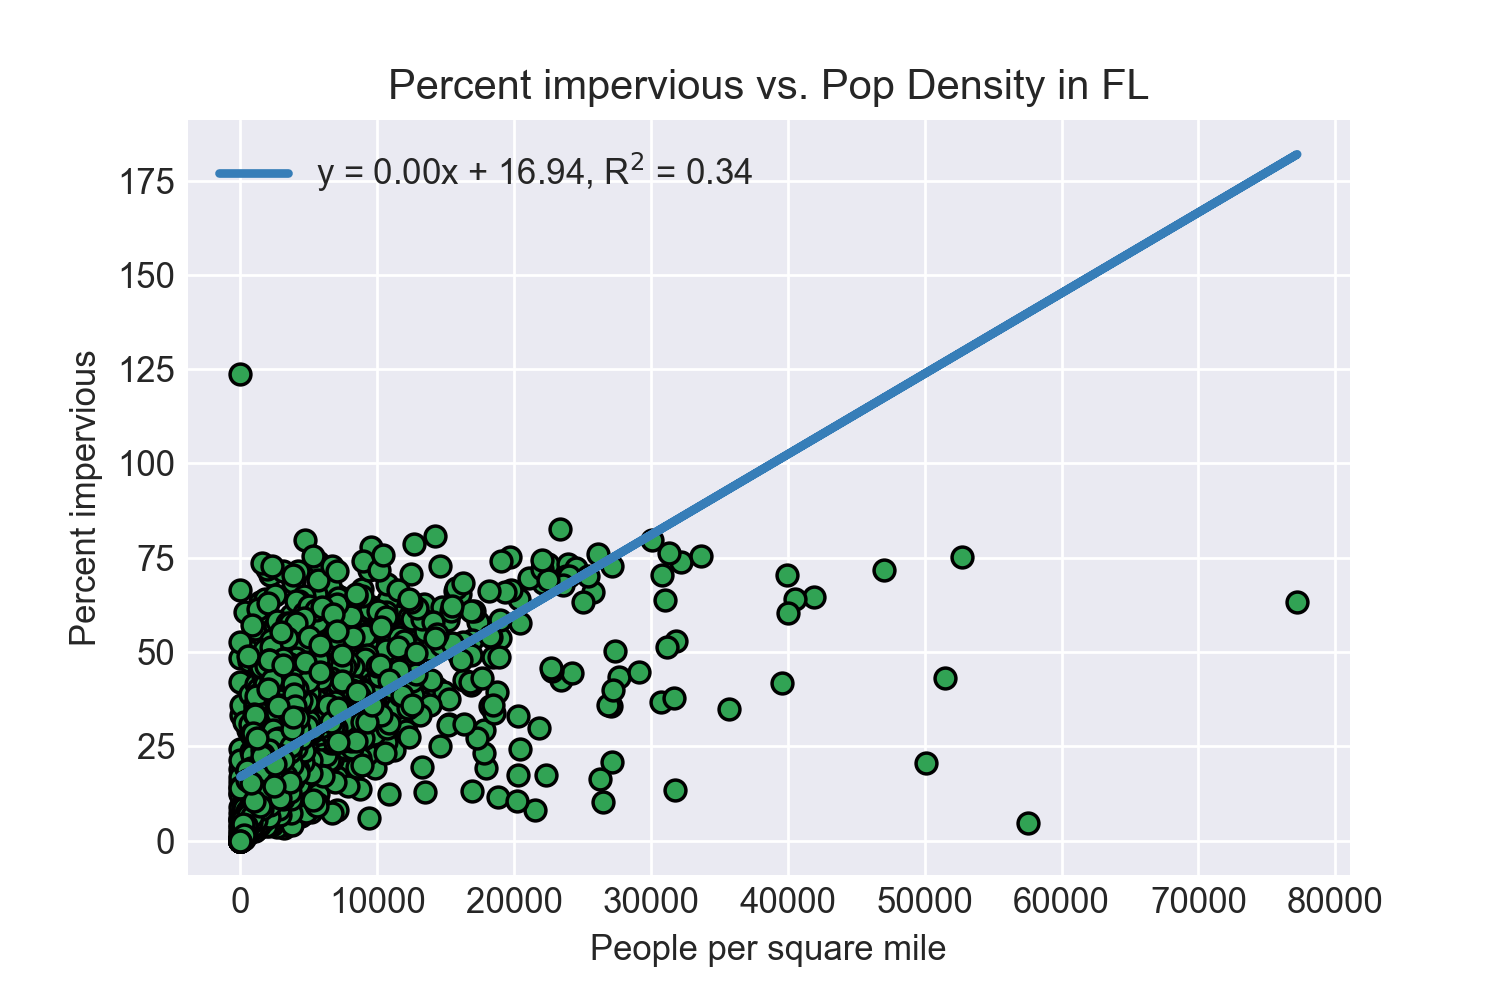 Percent impervious vs. Pop Density in FL
y = 0.00x + 16.94, R² = 0.34
Percent impervious
175
150
125
100
75
50
25
0
0 10000 20000 30000 40000 50000 60000 70000 80000
People per square mile